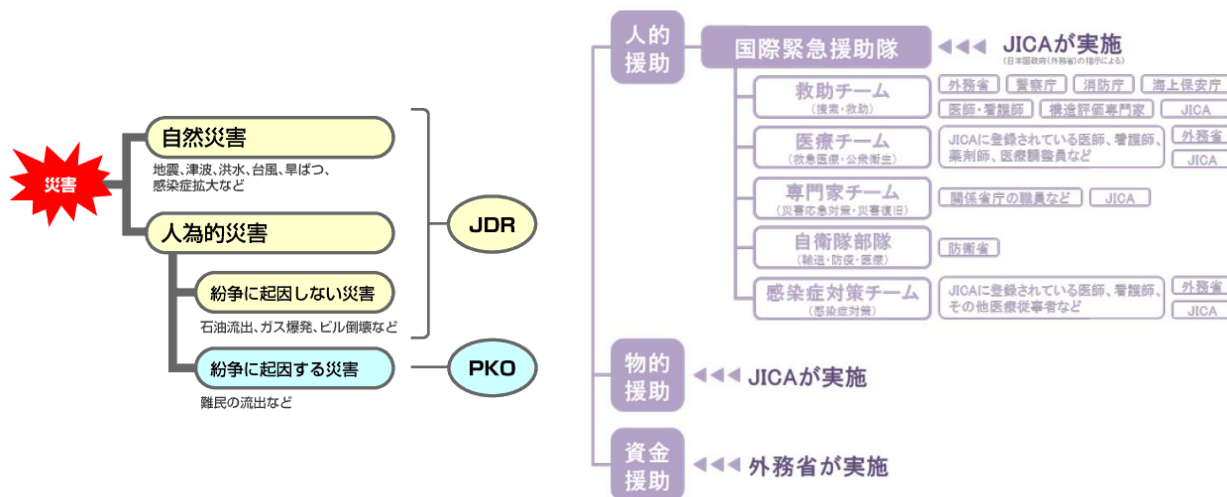 災害
自然災害
地震、津波、洪水、台風、旱ばつ、
感染症拡大など
人為的災害
紛争に起因しない災害
石油流出、ガス爆発、ビル倒壊など
紛争に起因する災害
難民の流出など
JDR
PKO
人的
援助
国際緊急援助隊
JICAが実施
(日本国政府(外務省)の指示による)
救助チーム
(捜索・救助)
外務省
警察庁
消防庁
海上保安庁
医師・看護師
構造評価専門家
JICA
医療チーム
(救急医療・公衆衛生)
JICAに登録されている医師、看護師、
薬剤師、医療調整員など
外務省
JICA
専門家チーム
(災害応急対策・災害復旧)
関係省庁の職員など
JICA
自衛隊部隊
(輸送・防疫・医療)
防衛省
感染症対策チーム
(感染症対策)
JICAに登録されている医師、看護師、
その他医療従事者など
外務省
JICA
物的
援助
JICAが実施
資金
援助
外務省が実施